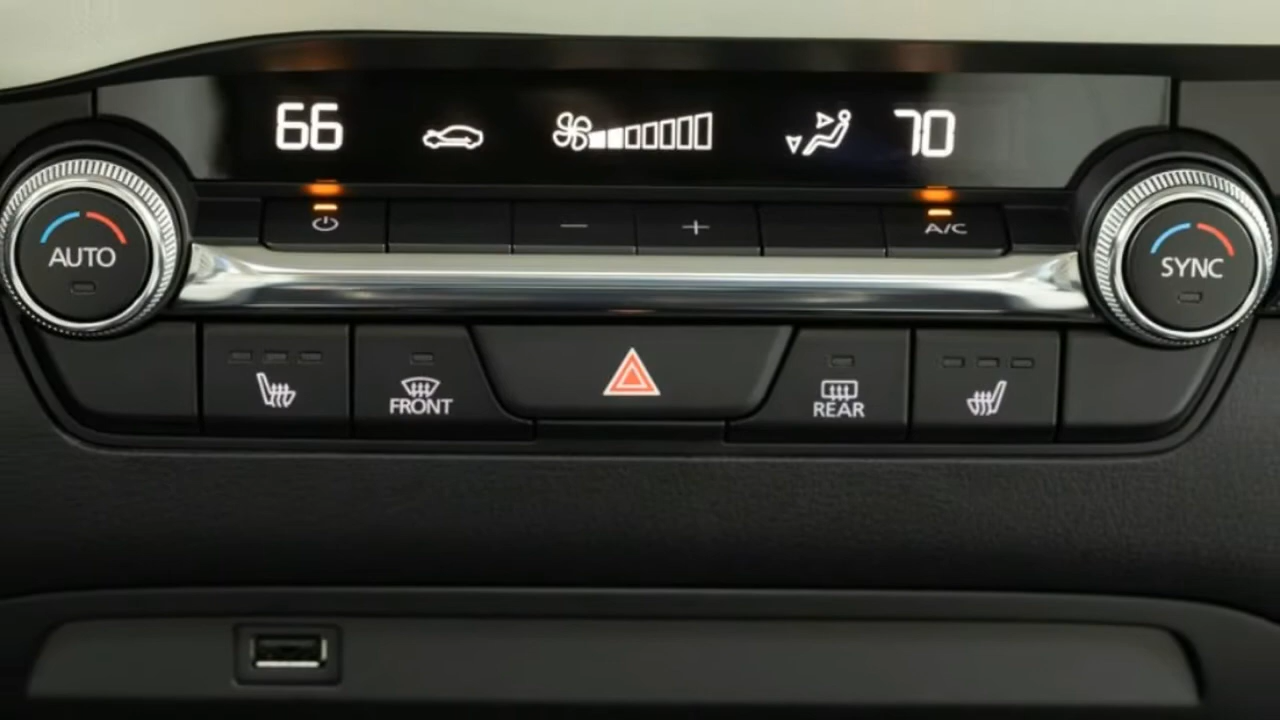 66 70
− +
A/C
AUTO
SYNC
FRONT
REAR